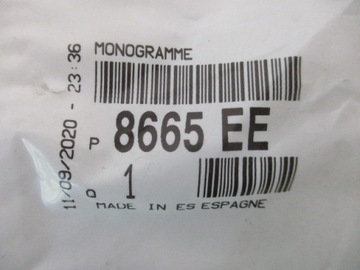 MONOGRAMME
P 8665 EE
Q 1
MADE IN ES ESPAGNE
11/09/2020 - 23:36